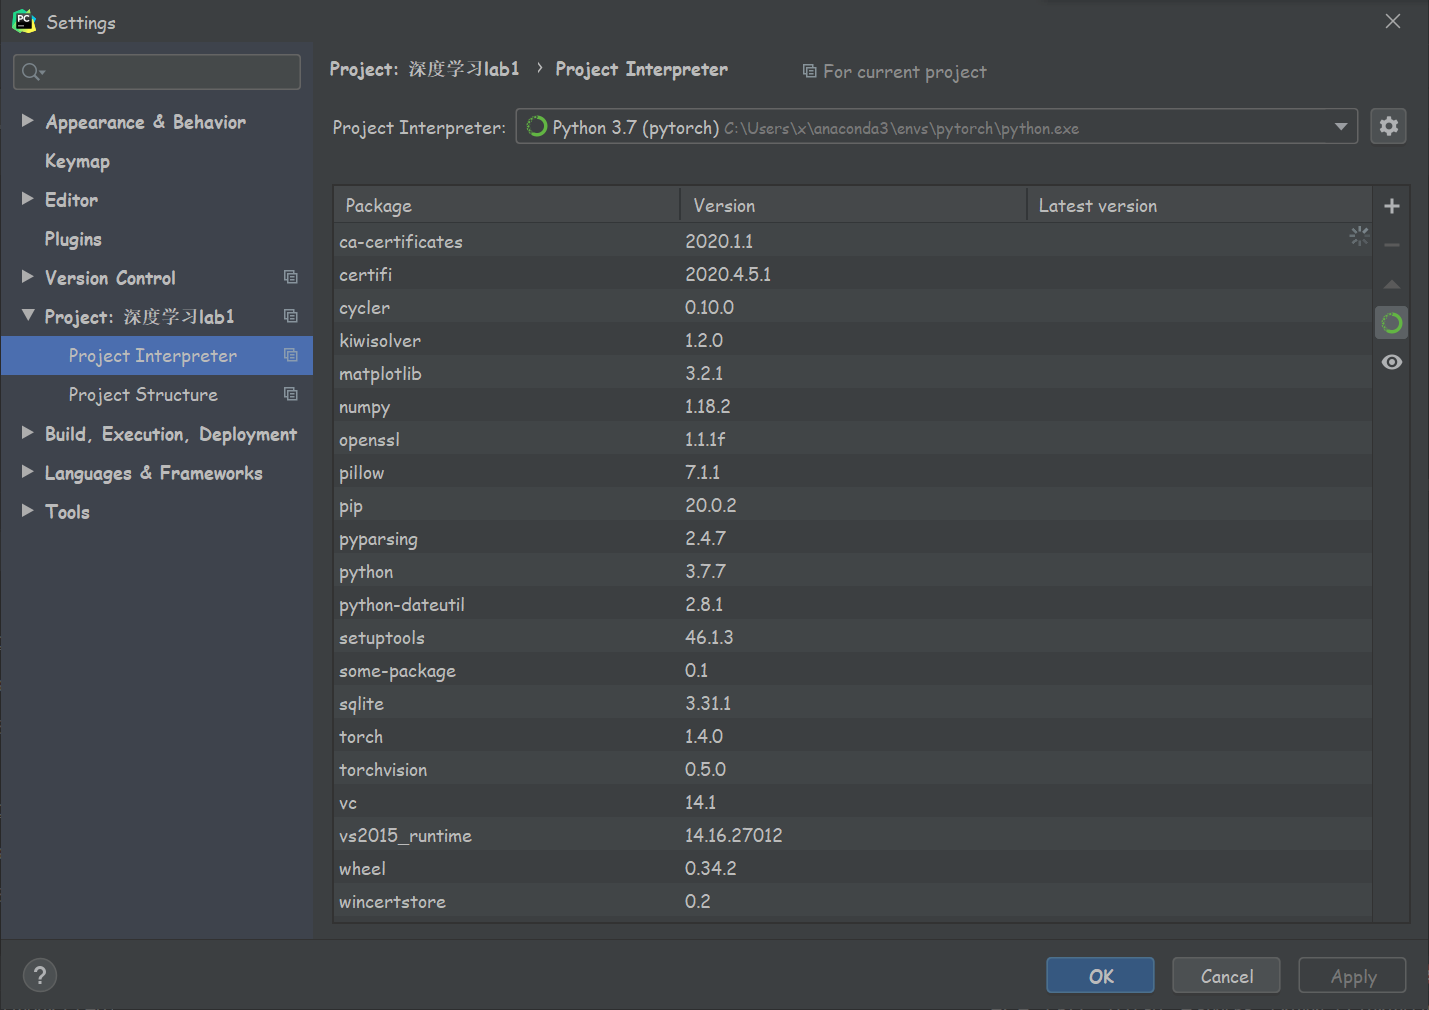 Settings
Project: 深度学习lab1 › Project Interpreter For current project
Appearance & Behavior
Keymap
Editor
Plugins
Version Control
Project: 深度学习lab1
Project Interpreter
Project Structure
Build, Execution, Deployment
Languages & Frameworks
Tools
Project Interpreter: Python 3.7 (pytorch) C:\Users\x\anaconda3\envs\pytorch\python.exe
Package Version Latest version
ca-certificates 2020.1.1
certifi 2020.4.5.1
cycler 0.10.0
kiwisolver 1.2.0
matplotlib 3.2.1
numpy 1.18.2
openssl 1.1.1f
pillow 7.1.1
pip 20.0.2
pyparsing 2.4.7
python 3.7.7
python-dateutil 2.8.1
setuptools 46.1.3
some-package 0.1
sqlite 3.31.1
torch 1.4.0
torchvision 0.5.0
vc 14.1
vs2015_runtime 14.16.27012
wheel 0.34.2
wincertstore 0.2
? OK Cancel Apply